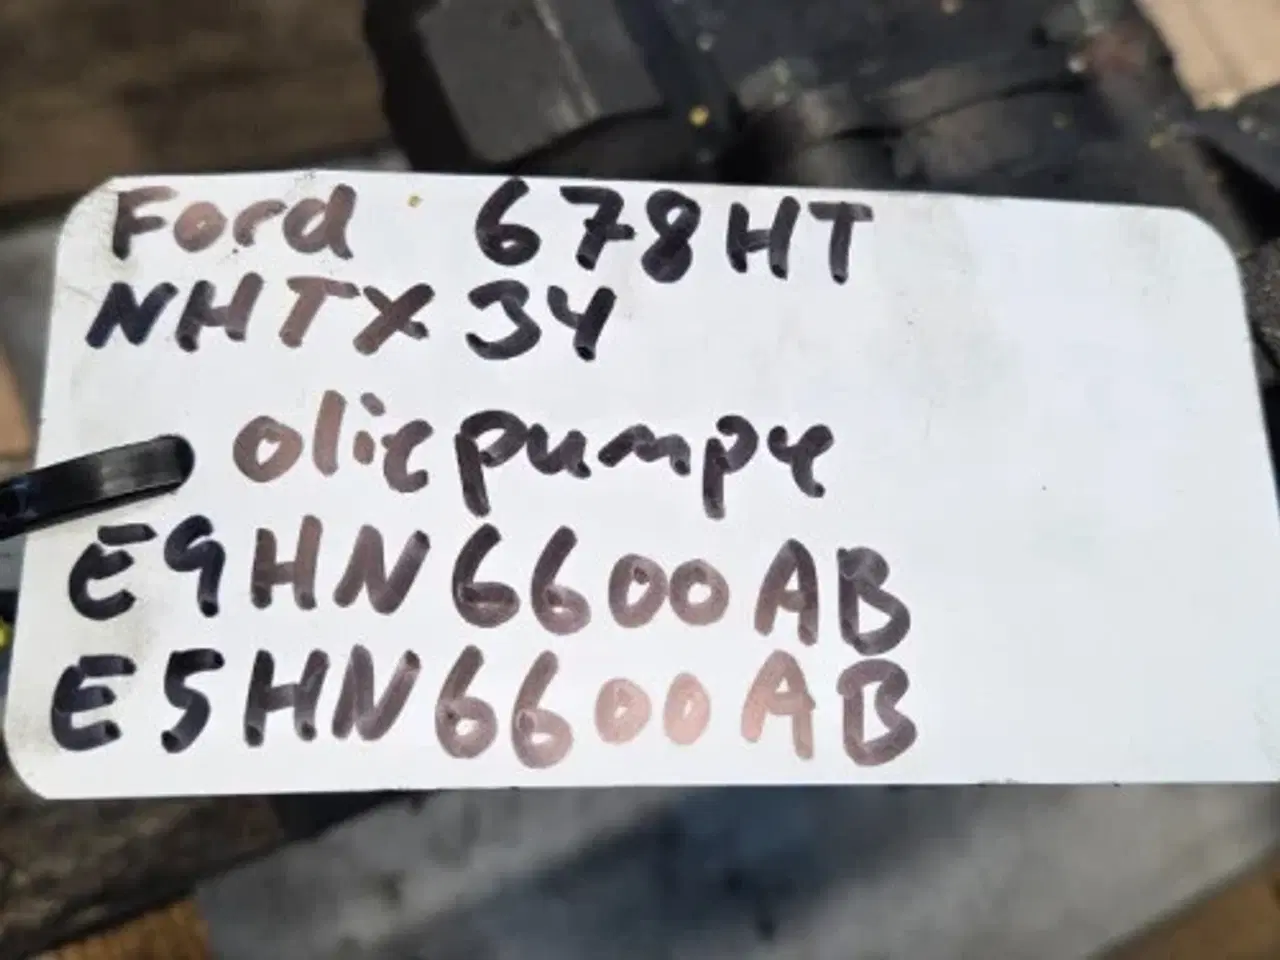 Ford 678HT
NHTX34
oliepumpe
E9HN6600AB
E5HN6600AB